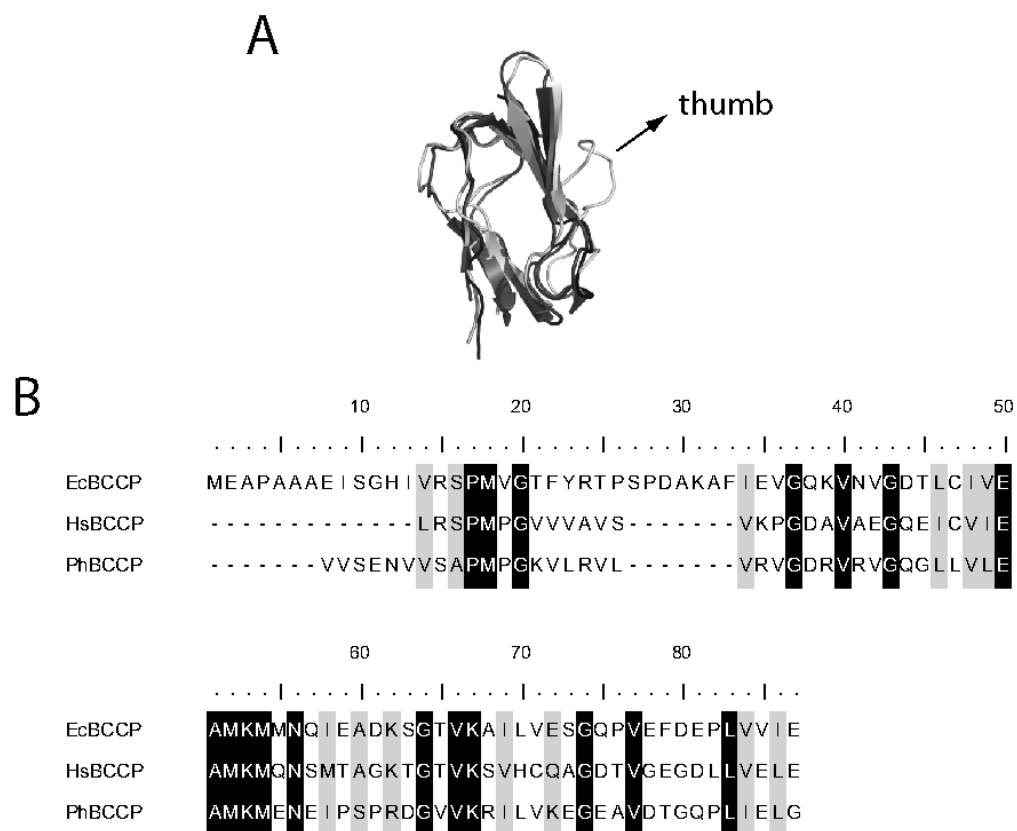 A
thumb
B
10 20 30 40 50
EcBCCP MEAPAAAEISGHIVRSPMVGTFYRTPSPDAKAFIEVGQKVNVGDTLCIVE
HsBCCP -------------LRSPMPGVVVAVS-------VKPGDAVAEGQEICVIE
PhBCCP -------VVSENVVSAPMPGKVLRVL-------VRVGDRVRVGQGLLVLE
60 70 80
EcBCCP AMKMMNQIEADKSGTVKAILVESGQPVEFDEPLVVIE
HsBCCP AMKMQNSMTAGKTGTVKSVHCQAGDTVGEGDLLVELE
PhBCCP AMKMENEIPSPRDGVVKRILVKEGEAVDTGQPLIELG